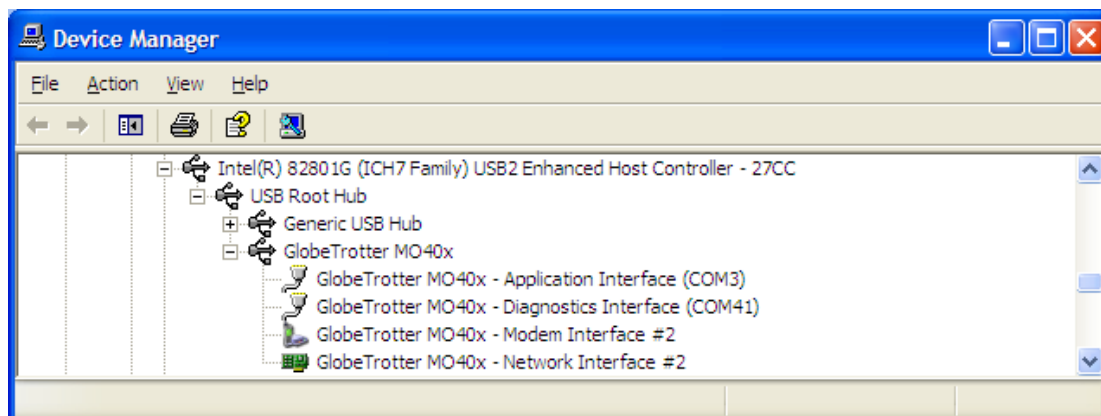 Device Manager
File Action View Help
Intel(R) 82801G (ICH7 Family) USB2 Enhanced Host Controller - 27CC
USB Root Hub
Generic USB Hub
GlobeTrotter MO40x
GlobeTrotter MO40x - Application Interface (COM3)
GlobeTrotter MO40x - Diagnostics Interface (COM41)
GlobeTrotter MO40x - Modem Interface #2
GlobeTrotter MO40x - Network Interface #2